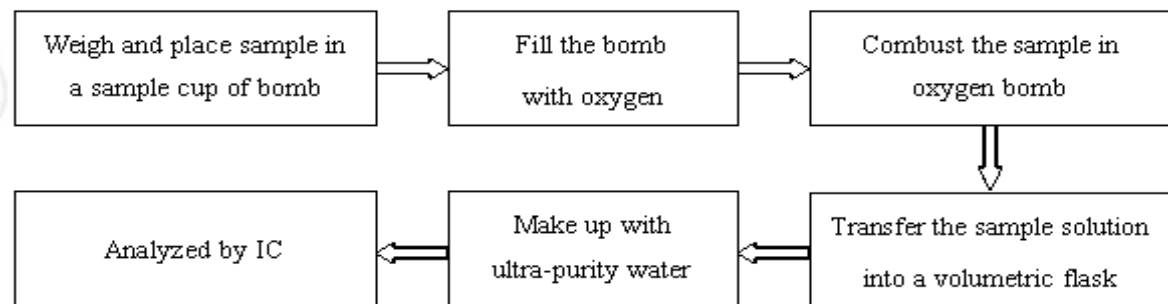 Weigh and place sample in
a sample cup of bomb
Fill the bomb
with oxygen
Combust the sample in
oxygen bomb
Transfer the sample solution
into a volumetric flask
Make up with
ultra-purity water
Analyzed by IC